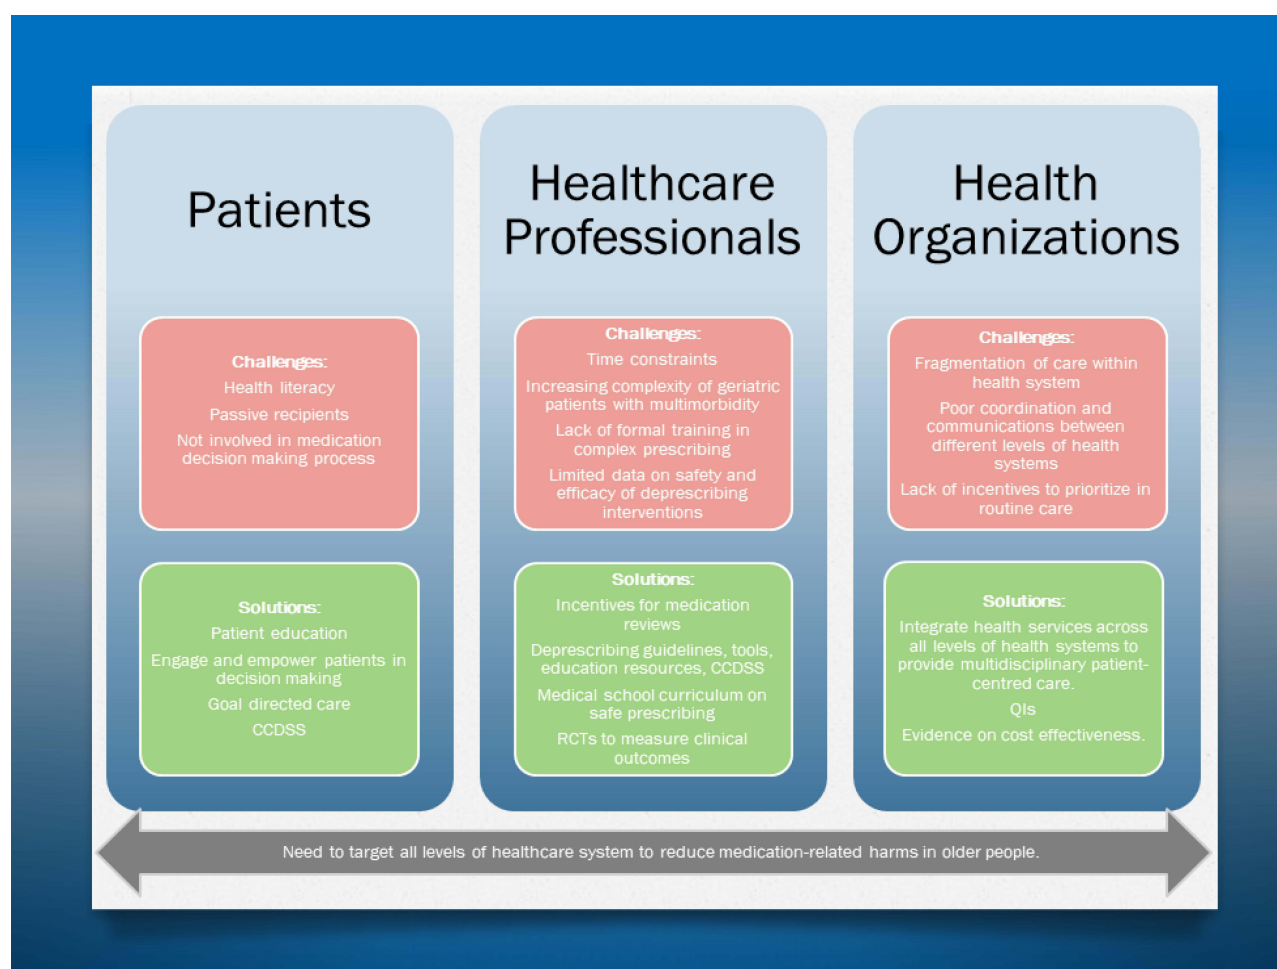 Patients
Challenges:
Health literacy
Passive recipients
Not involved in medication
decision making process
Solutions:
Patient education
Engage and empower patients in
decision making
Goal directed care
CCDSS
Healthcare
Professionals
Challenges:
Time constraints
Increasing complexity of geriatric
patients with multimorbidity
Lack of formal training in
complex prescribing
Limited data on safety and
efficacy of deprescribing
interventions
Solutions:
Incentives for medication
reviews
Deprescribing guidelines, tools,
education resources, CCDSS
Medical school curriculum on
safe prescribing
RCTs to measure clinical
outcomes
Health
Organizations
Challenges:
Fragmentation of care within
health system
Poor coordination and
communications between
different levels of health
systems
Lack of incentives to prioritize in
routine care
Solutions:
Integrate health services across
all levels of health systems to
provide multidisciplinary patient-
centred care.
QIs
Evidence on cost effectiveness.
Need to target all levels of healthcare system to reduce medication-related harms in older people.